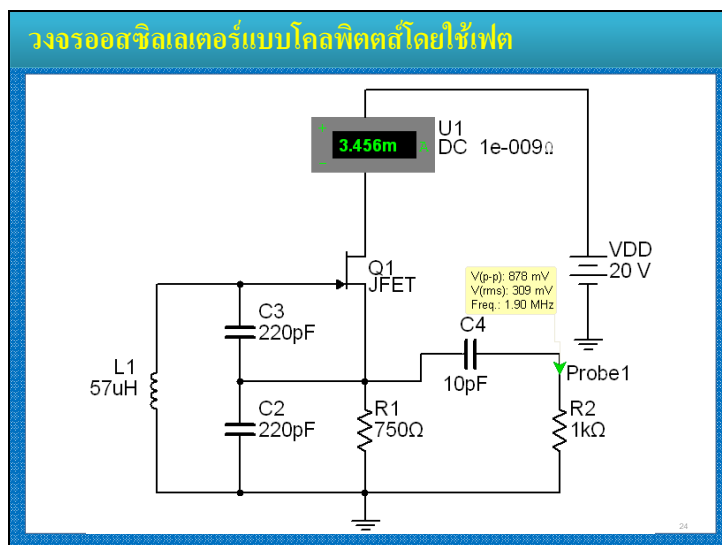 วงจรออสซิลเลเตอร์แบบโคลพิตตส์โดยใช้เฟต
U1
+
3.456m A
DC 1e-009Ω
-
VDD
20 V
Q1
JFET
V(p-p): 878 mV
V(rms): 309 mV
Freq.: 1.90 MHz
C3
220pF
C4
L1
57uH
10pF
Probe1
C2
220pF
R1
750Ω
R2
1kΩ
24